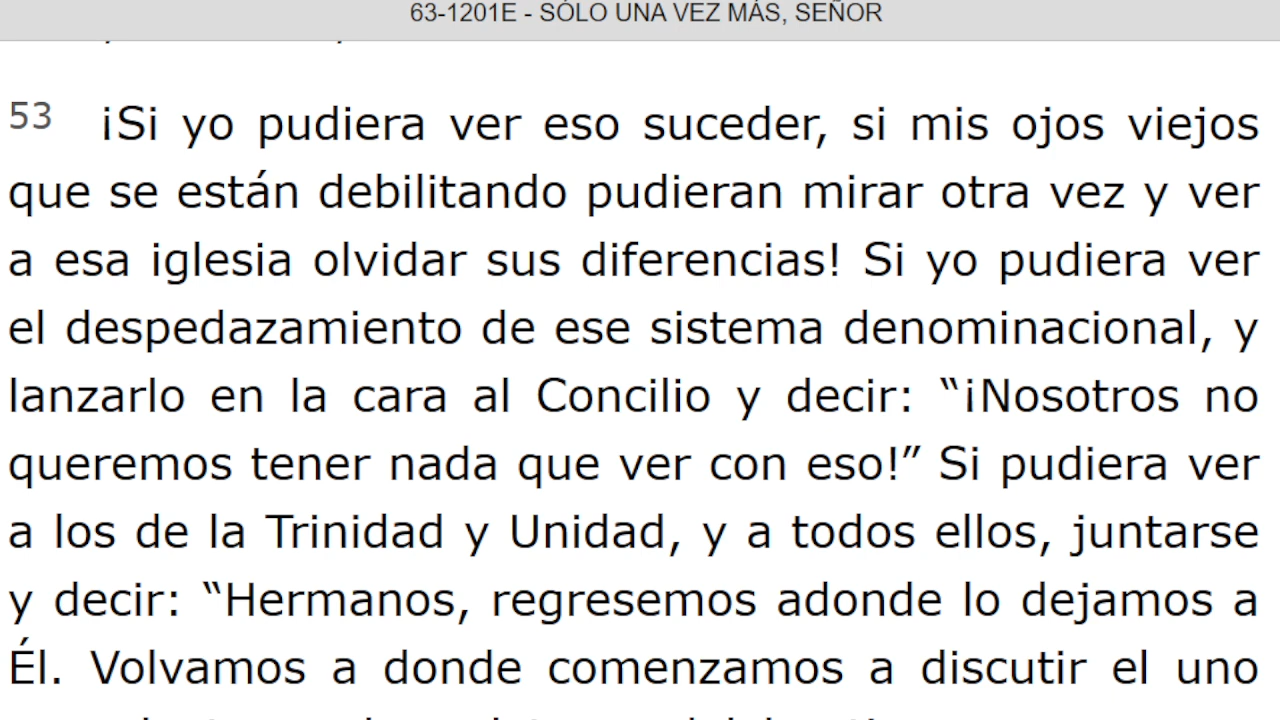 63-1201E - SÓLO UNA VEZ MÁS, SEÑOR
53 ¡Si yo pudiera ver eso suceder, si mis ojos viejos
que se están debilitando pudieran mirar otra vez y ver
a esa iglesia olvidar sus diferencias! Si yo pudiera ver
el despedazamiento de ese sistema denominacional, y
lanzarlo en la cara al Concilio y decir: “¡Nosotros no
queremos tener nada que ver con eso!” Si pudiera ver
a los de la Trinidad y Unidad, y a todos ellos, juntarse
y decir: “Hermanos, regresemos adonde lo dejamos a
Él. Volvamos a donde comenzamos a discutir el uno